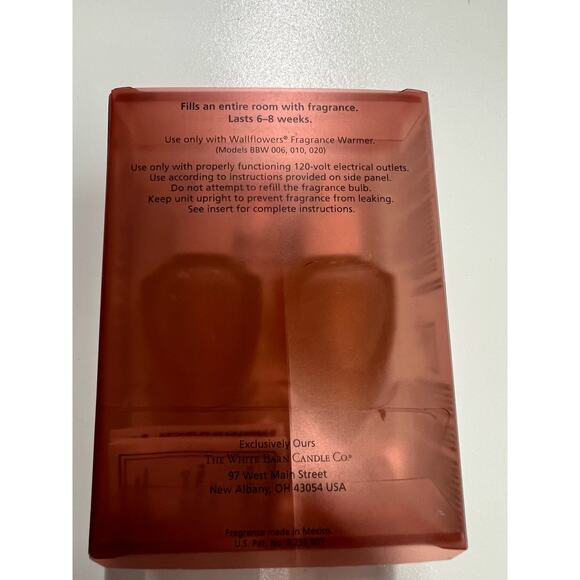 Fills an entire room with fragrance.
Lasts 6–8 weeks.
Use only with Wallflowers® Fragrance Warmer.
(Models BBW 006, 010, 020)
Use only with properly functioning 120-volt electrical outlets.
Use according to instructions provided on side panel.
Do not attempt to refill the fragrance bulb.
Keep unit upright to prevent fragrance from leaking.
See insert for complete instructions.
Exclusively Ours
THE WHITE BARN CANDLE CO.®
97 West Main Street
New Albany, OH 43054 USA
Fragrance made in Mexico.
U.S. Pat. No.